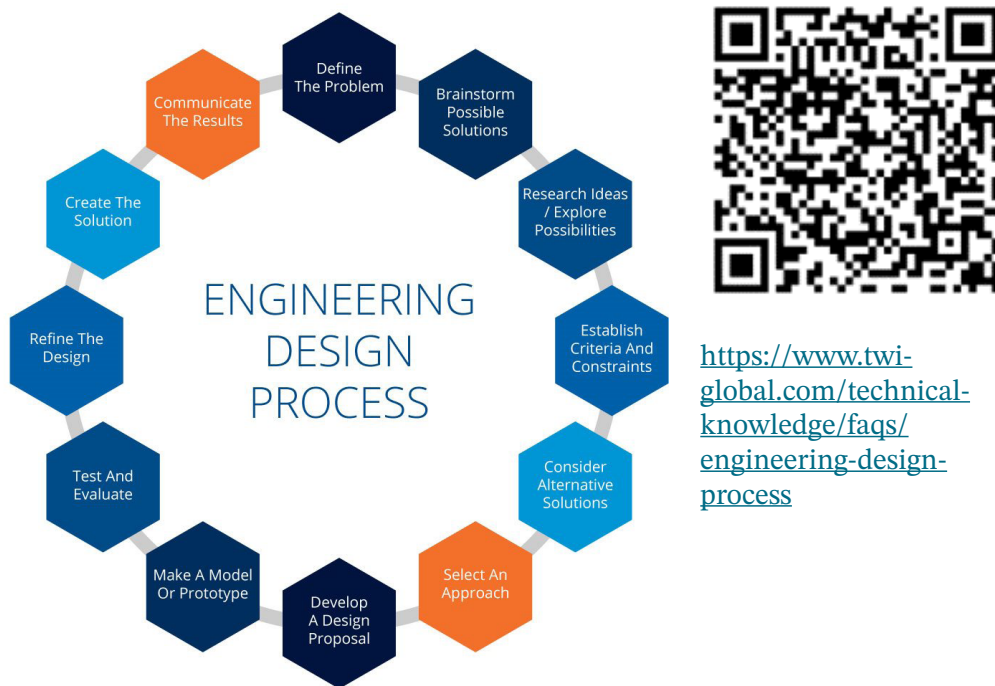 Define
The Problem
Brainstorm
Possible
Solutions
Research Ideas
/ Explore
Possibilities
Establish
Criteria And
Constraints
Consider
Alternative
Solutions
Select An
Approach
Develop
A Design
Proposal
Make A Model
Or Prototype
Test And
Evaluate
Refine The
Design
Create The
Solution
Communicate
The Results
ENGINEERING
DESIGN
PROCESS
https://www.twi-
global.com/technical-
knowledge/faqs/
engineering-design-
process